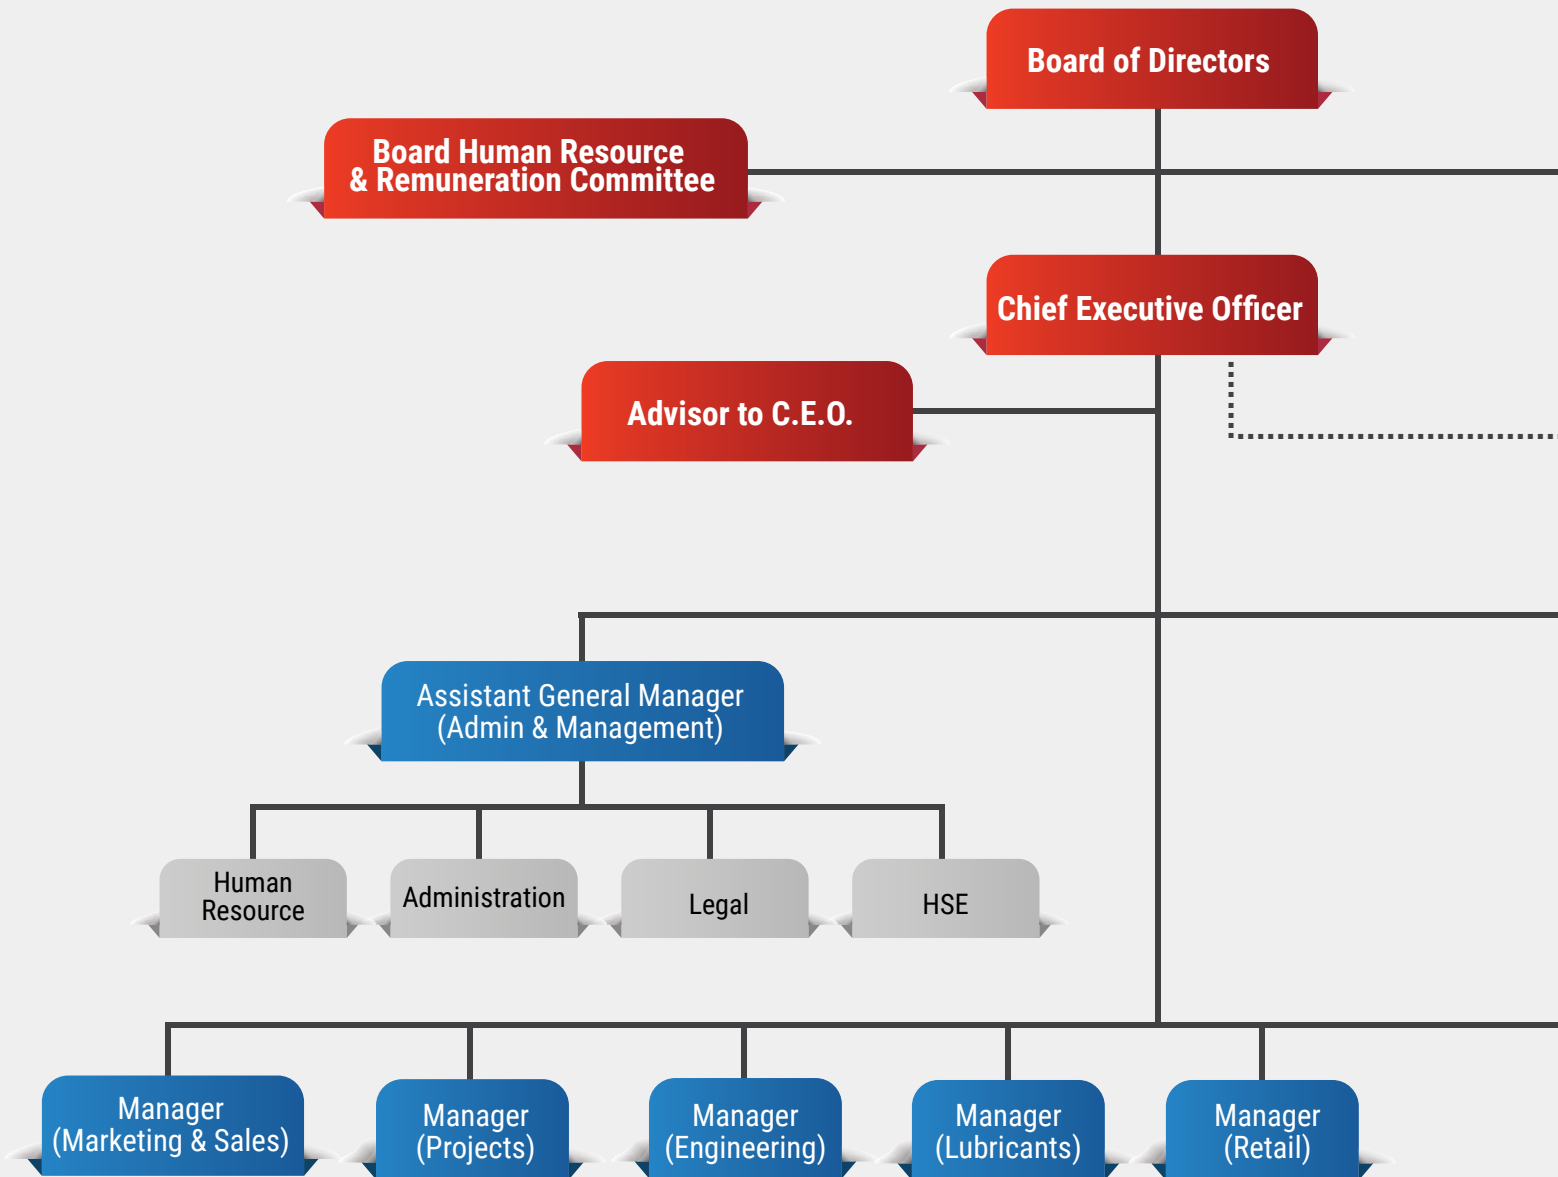 Board of Directors
Board Human Resource
& Remuneration Committee
Chief Executive Officer
Advisor to C.E.O.
Assistant General Manager
(Admin & Management)
Human
Resource
Administration
Legal
HSE
Manager
(Marketing & Sales)
Manager
(Projects)
Manager
(Engineering)
Manager
(Lubricants)
Manager
(Retail)